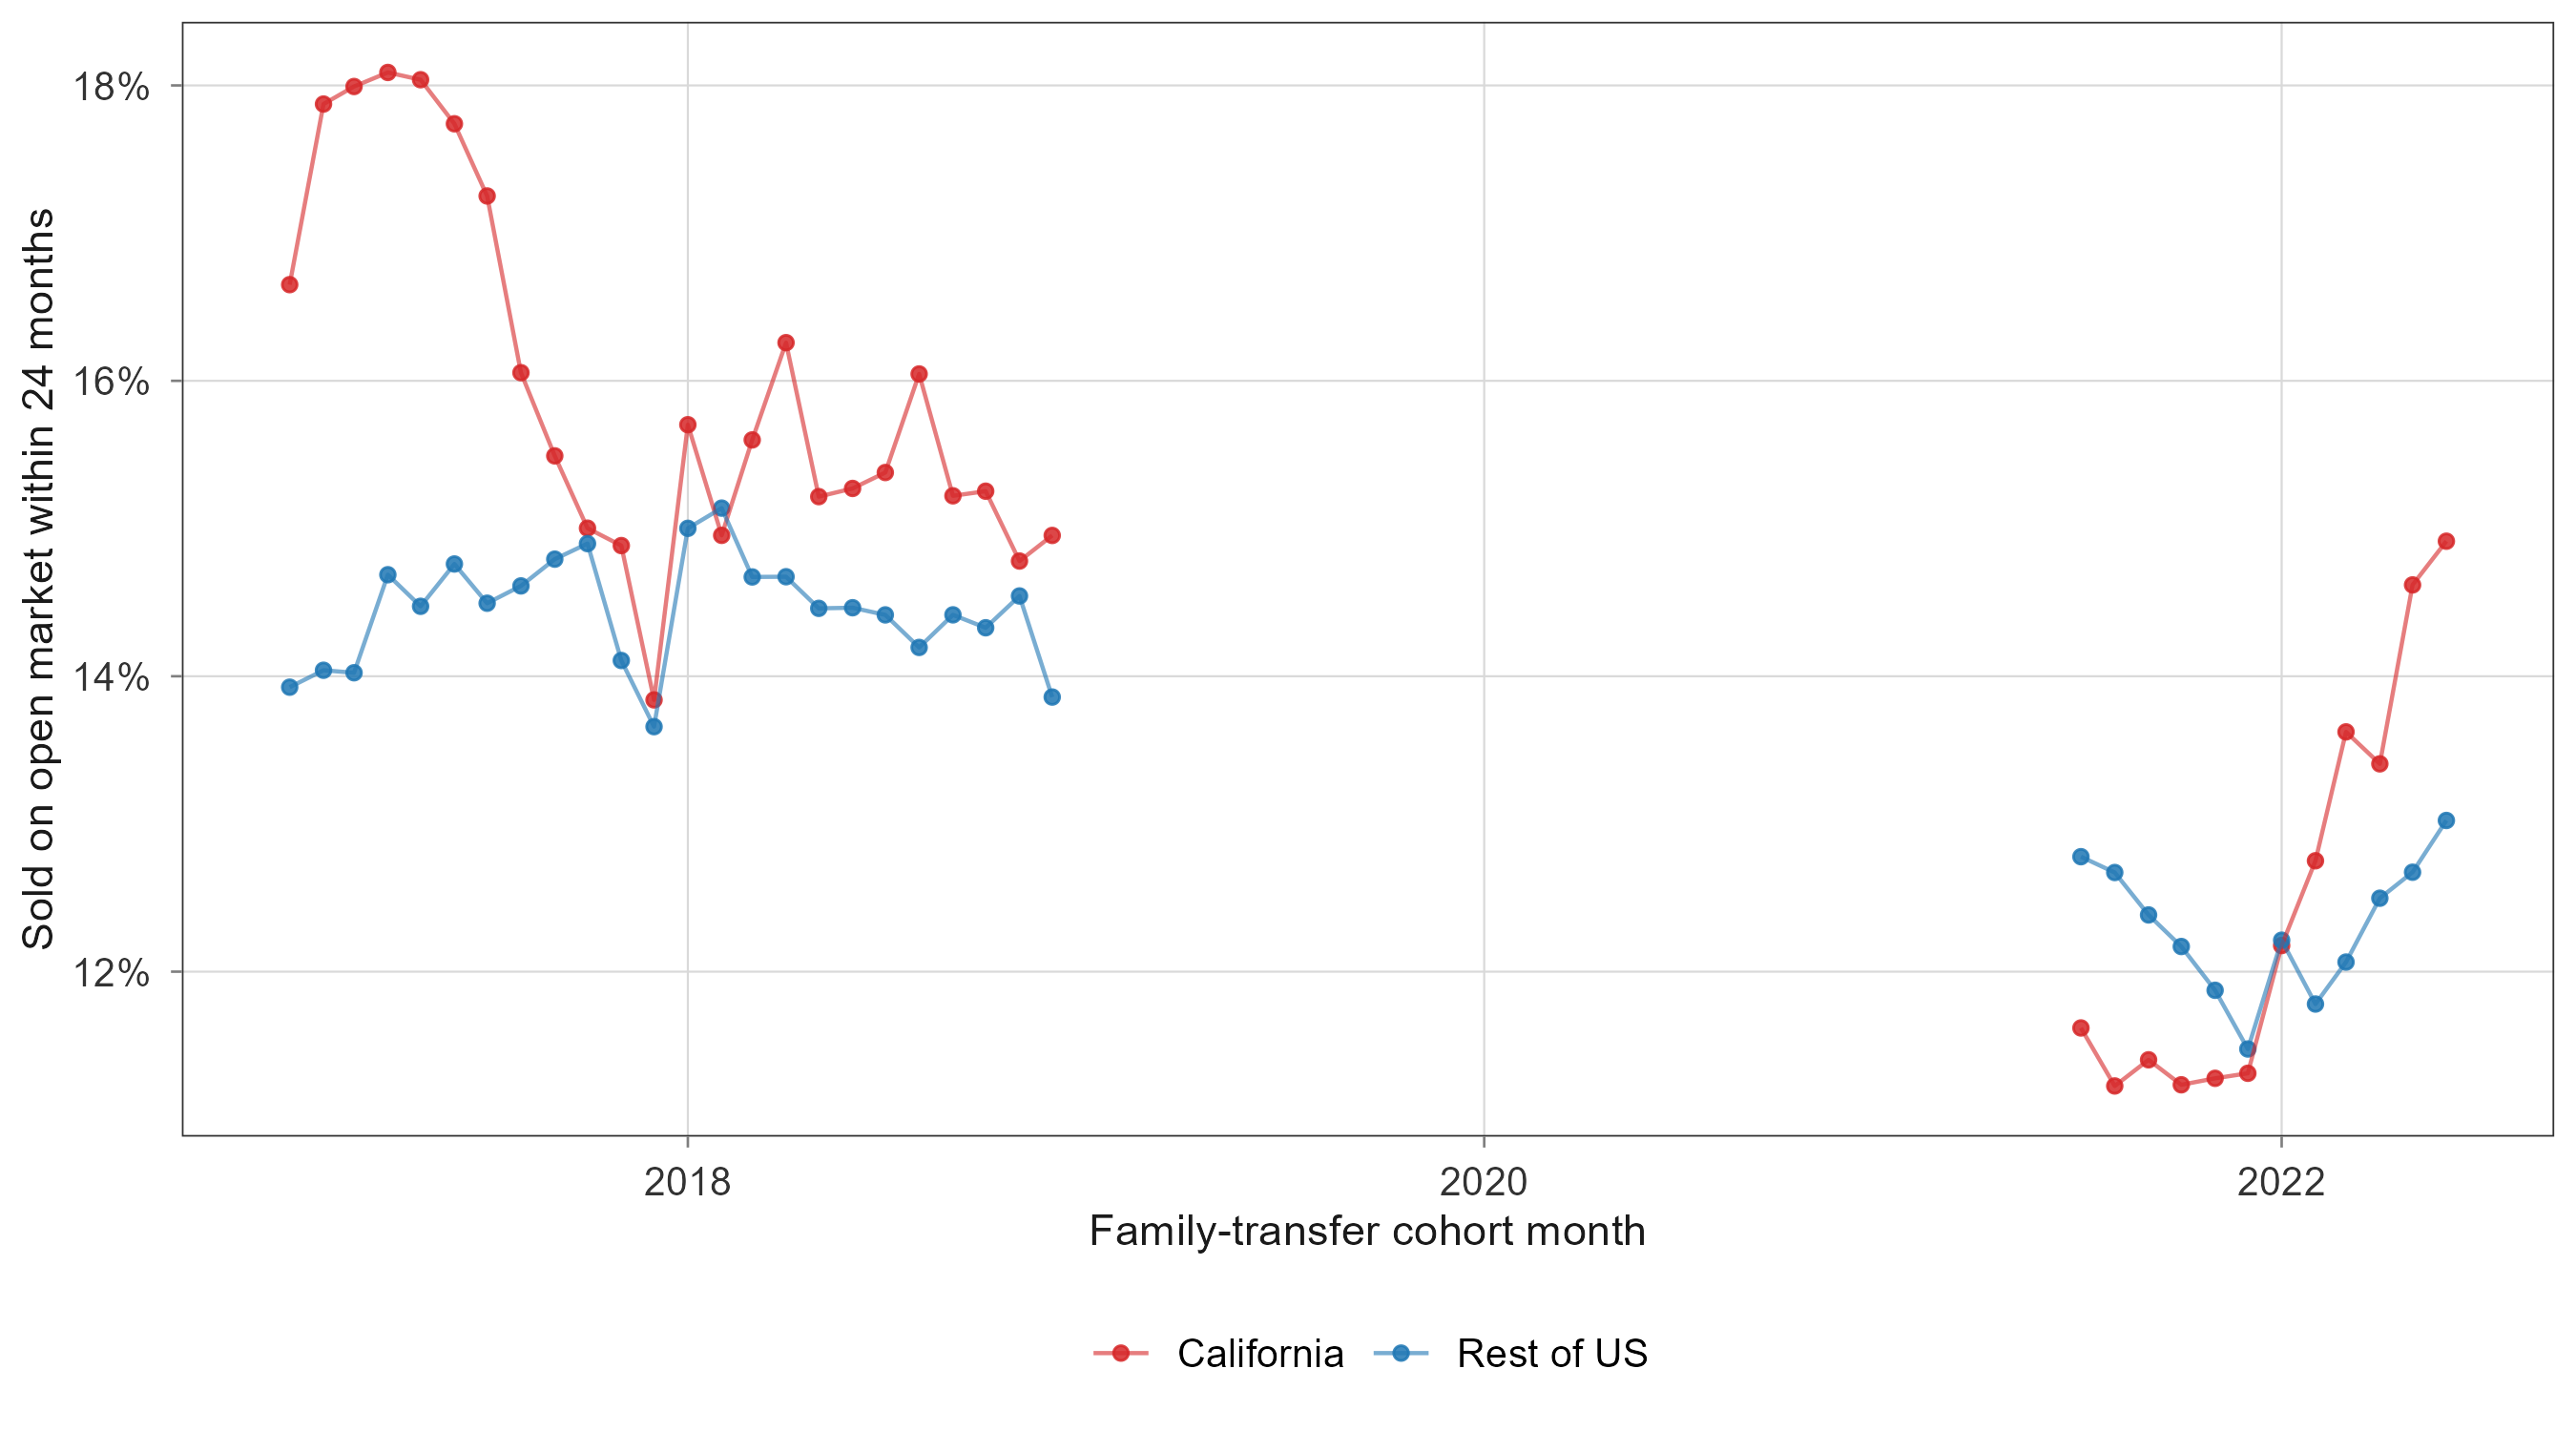 Sold on open market within 24 months
18%
16%
14%
12%
2018
2020
2022
Family-transfer cohort month
California
Rest of US